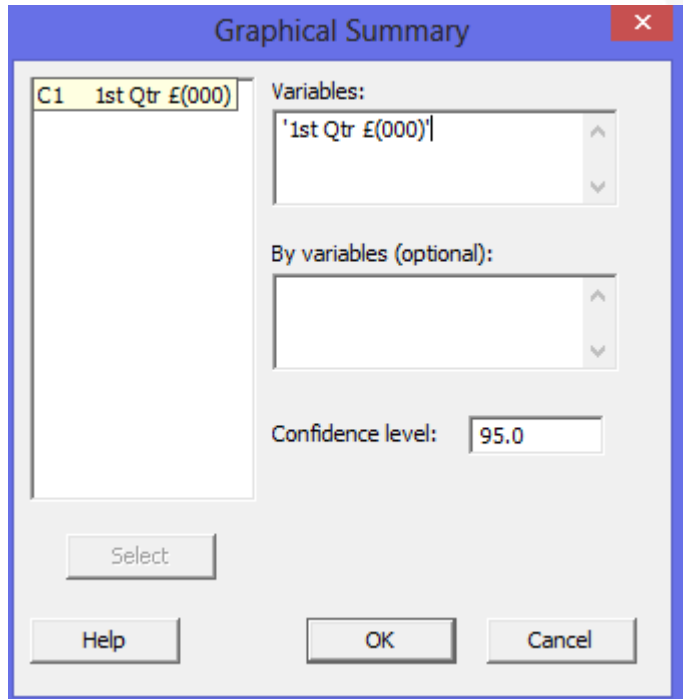 Graphical Summary
C1 1st Qtr £(000)
Variables:
'1st Qtr £(000)'
By variables (optional):
Confidence level: 95.0
Select
Help OK Cancel